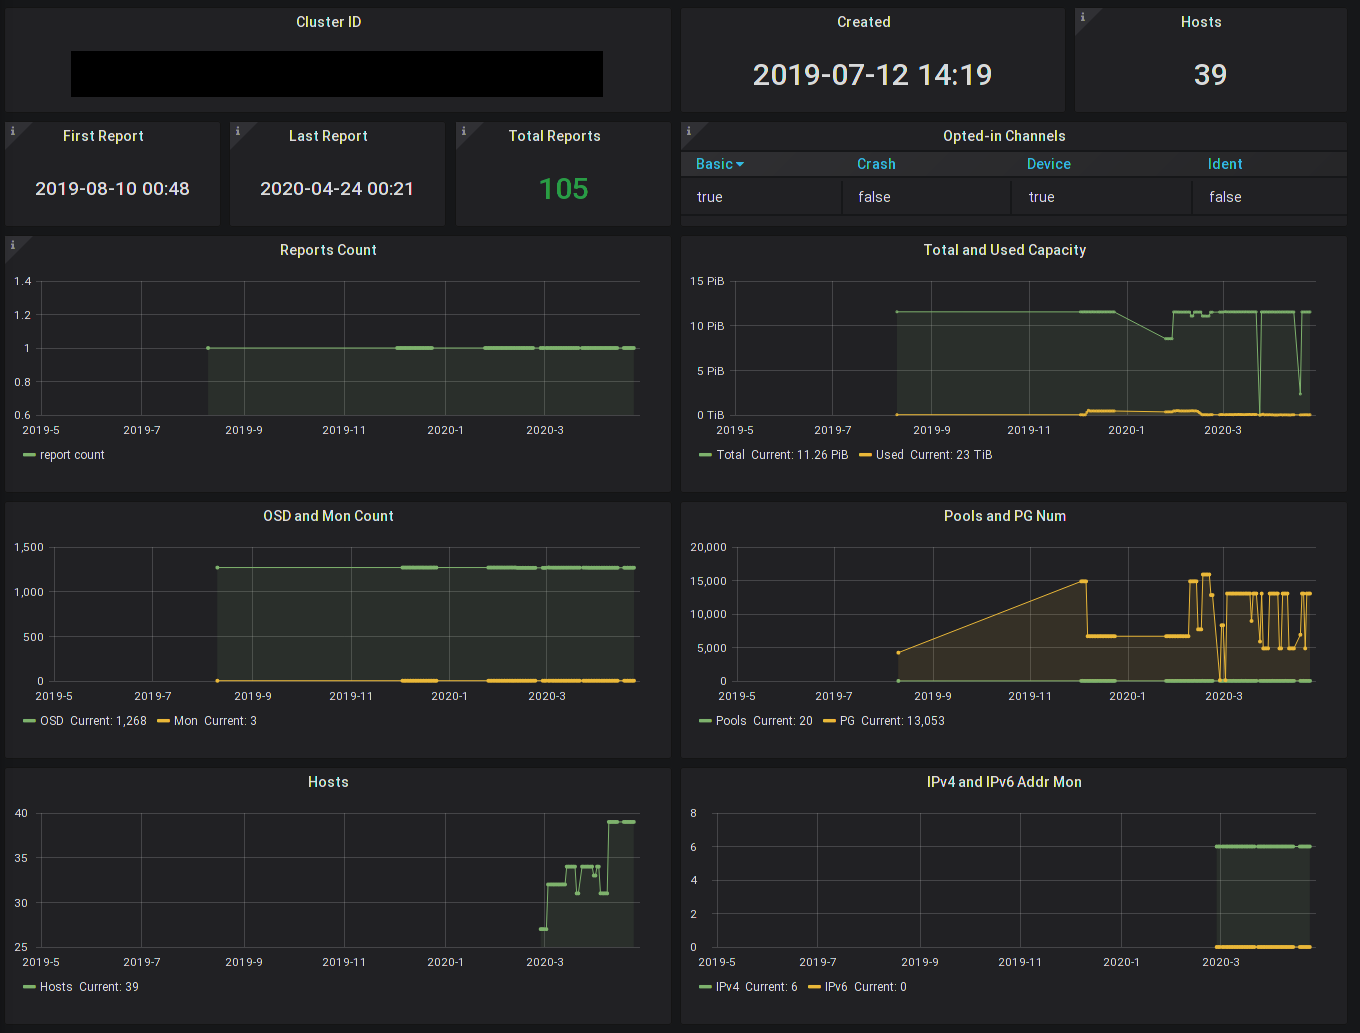 Cluster ID
Created
2019-07-12 14:19
Hosts
39
First Report
2019-08-10 00:48
Last Report
2020-04-24 00:21
Total Reports
105
Opted-in Channels
Basic Crash Device Ident
true false true false
Reports Count
1.4
1.2
1
0.8
0.6
2019-5 2019-7 2019-9 2019-11 2020-1 2020-3
report count
Total and Used Capacity
15 PiB
10 PiB
5 PiB
0 TiB
2019-5 2019-7 2019-9 2019-11 2020-1 2020-3
Total Current: 11.26 PiB Used Current: 23 TiB
OSD and Mon Count
1,500
1,000
500
0
2019-5 2019-7 2019-9 2019-11 2020-1 2020-3
OSD Current: 1,268 Mon Current: 3
Pools and PG Num
20,000
15,000
10,000
5,000
0
2019-5 2019-7 2019-9 2019-11 2020-1 2020-3
Pools Current: 20 PG Current: 13,053
Hosts
40
35
30
25
2019-5 2019-7 2019-9 2019-11 2020-1 2020-3
Hosts Current: 39
IPv4 and IPv6 Addr Mon
8
6
4
2
0
2019-5 2019-7 2019-9 2019-11 2020-1 2020-3
IPv4 Current: 6 IPv6 Current: 0